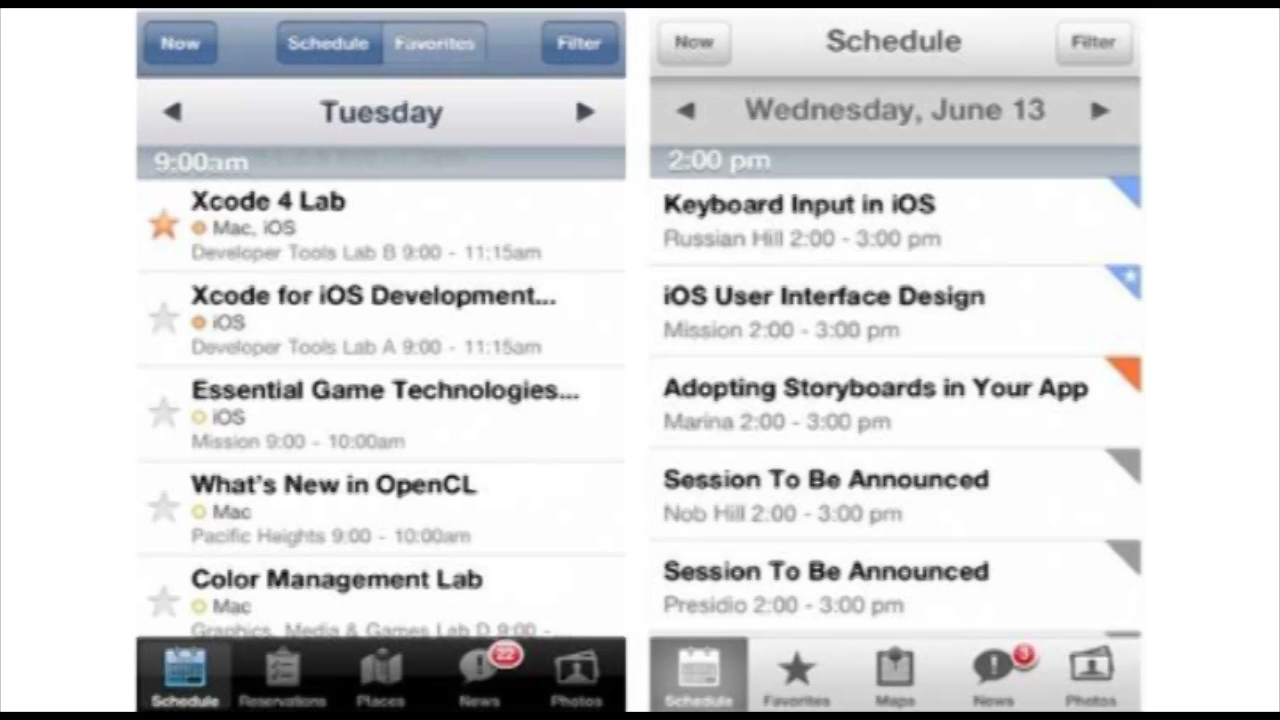 Now Schedule Favorites Filter
Tuesday
9:00am
Xcode 4 Lab
Mac, iOS
Developer Tools Lab B 9:00 - 11:15am
Xcode for iOS Development...
iOS
Developer Tools Lab A 9:00 - 11:15am
Essential Game Technologies...
iOS
Mission 9:00 - 10:00am
What's New in OpenCL
Mac
Pacific Heights 9:00 - 10:00am
Color Management Lab
Mac
Graphics, Media & Games Lab D 9:00 -
22
Schedule Reservations Places News Photos
Now Schedule Filter
Wednesday, June 13
2:00 pm
Keyboard Input in iOS
Russian Hill 2:00 - 3:00 pm
iOS User Interface Design
Mission 2:00 - 3:00 pm
Adopting Storyboards in Your App
Marina 2:00 - 3:00 pm
Session To Be Announced
Nob Hill 2:00 - 3:00 pm
Session To Be Announced
Presidio 2:00 - 3:00 pm
3
Schedule Favorites Maps News Photos